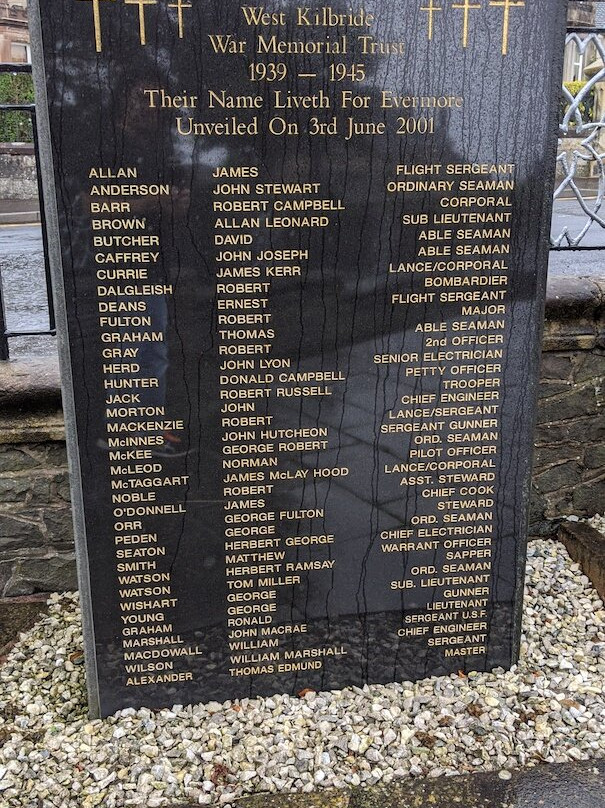 West Kilbride
War Memorial Trust
1939 — 1945
Their Name Liveth For Evermore
Unveiled On 3rd June 2001
ALLAN JAMES FLIGHT SERGEANT
ANDERSON JOHN STEWART ORDINARY SEAMAN
BARR ROBERT CAMPBELL CORPORAL
BROWN ALLAN LEONARD SUB LIEUTENANT
BUTCHER DAVID ABLE SEAMAN
CAFFREY JOHN JOSEPH ABLE SEAMAN
CURRIE JAMES KERR LANCE/CORPORAL
DALGLEISH ROBERT BOMBARDIER
DEANS ERNEST FLIGHT SERGEANT
FULTON ROBERT MAJOR
GRAHAM THOMAS ABLE SEAMAN
GRAY ROBERT 2nd OFFICER
HERD JOHN LYON SENIOR ELECTRICIAN
HUNTER DONALD CAMPBELL PETTY OFFICER
JACK ROBERT RUSSELL TROOPER
MORTON JOHN CHIEF ENGINEER
MACKENZIE ROBERT LANCE/SERGEANT
McINNES JOHN HUTCHEON SERGEANT GUNNER
McKEE GEORGE ROBERT ORD. SEAMAN
McLEOD NORMAN PILOT OFFICER
McTAGGART JAMES McLAY HOOD LANCE/CORPORAL
NOBLE ROBERT ASST. STEWARD
O'DONNELL JAMES CHIEF COOK
ORR GEORGE FULTON STEWARD
PEDEN GEORGE ORD. SEAMAN
SEATON HERBERT GEORGE CHIEF ELECTRICIAN
SMITH MATTHEW WARRANT OFFICER
WATSON HERBERT RAMSAY SAPPER
WATSON TOM MILLER ORD. SEAMAN
WISHART GEORGE SUB. LIEUTENANT
YOUNG GEORGE GUNNER
GRAHAM RONALD LIEUTENANT
MARSHALL JOHN MACRAE SERGEANT U.S.F.
MACDOWALL WILLIAM CHIEF ENGINEER
WILSON WILLIAM MARSHALL SERGEANT
ALEXANDER THOMAS EDMUND MASTER